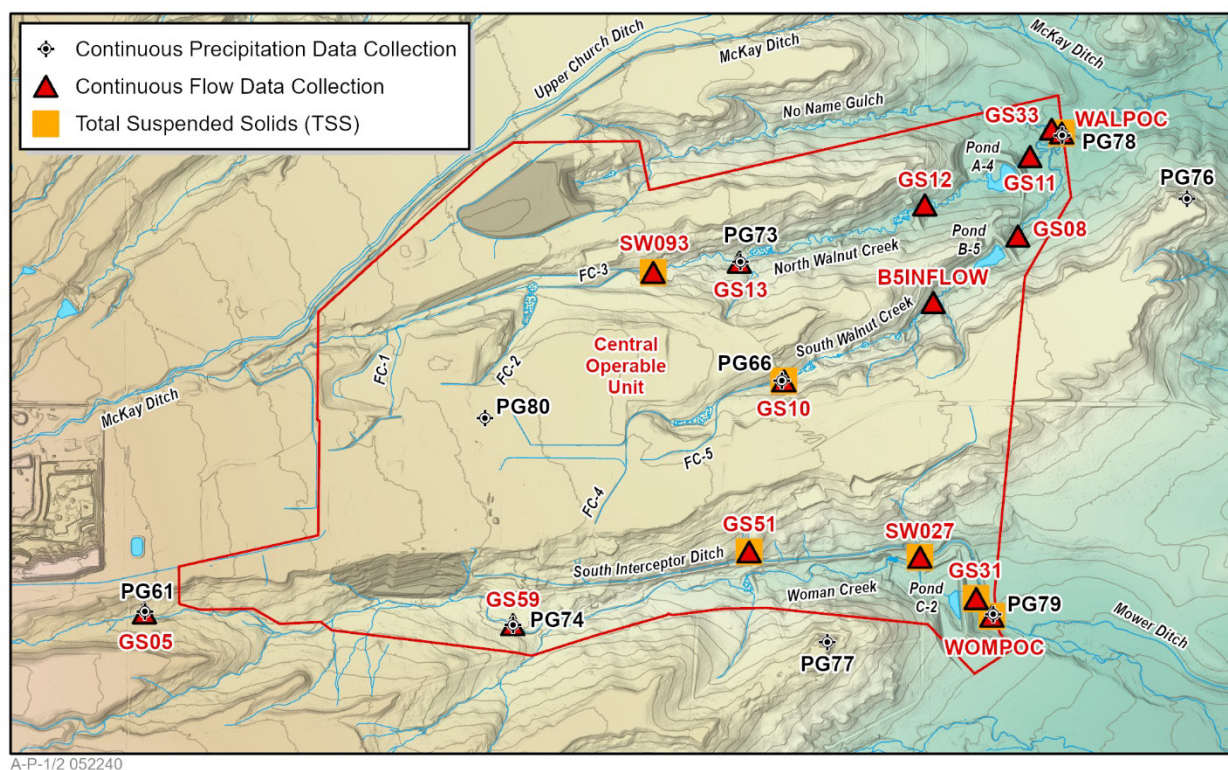 Continuous Precipitation Data Collection
Continuous Flow Data Collection
Total Suspended Solids (TSS)
Upper Church Ditch
McKay Ditch
McKay Ditch
No Name Gulch
GS33
WALPOC
PG78
Pond
A-4
GS11
PG76
GS12
GS08
Pond
B-5
SW093
PG73
North Walnut Creek
FC-3
GS13
B5INFLOW
South Walnut Creek
Central
Operable
Unit
FC-1
FC-2
PG66
GS10
McKay Ditch
PG80
FC-5
FC-4
GS51
SW027
South Interceptor Ditch
GS31
Woman Creek
Pond
C-2
PG79
PG61
GS05
GS59
PG74
Mower Ditch
WOMPOC
PG77
A-P-1/2 052240